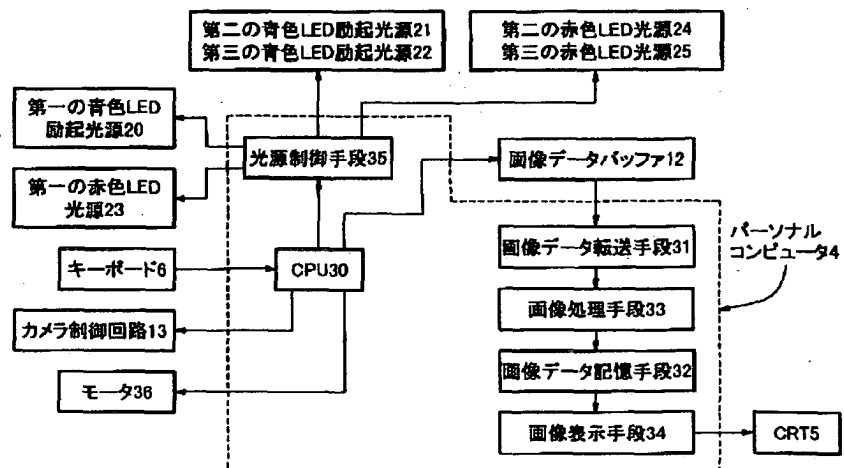 第二の青色LED励起光源21
第三の青色LED励起光源22
第二の赤色LED光源24
第三の赤色LED光源25
第一の青色LED
励起光源20
光源制御手段35
画像データバッファ12
第一の赤色LED
光源23
パーソナル
コンピュータ4
キーボード6
CPU30
画像データ転送手段31
カメラ制御回路13
画像処理手段33
モータ36
画像データ記憶手段32
画像表示手段34
CRT5